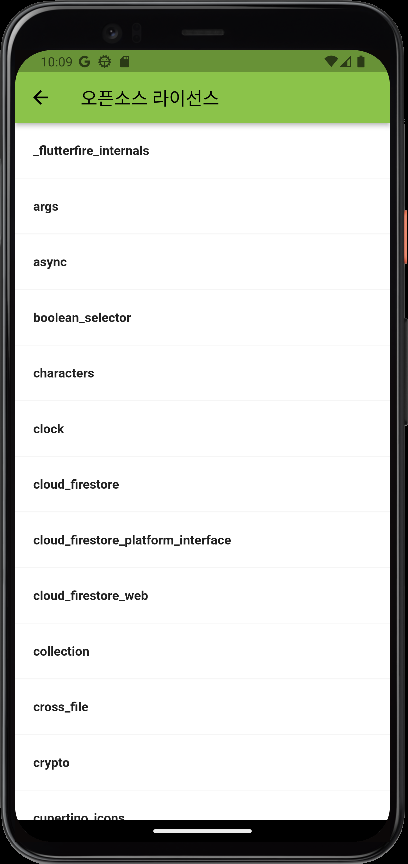 10:09
오픈소스 라이선스
_flutterfire_internals
args
async
boolean_selector
characters
clock
cloud_firestore
cloud_firestore_platform_interface
cloud_firestore_web
collection
cross_file
crypto
cupertino_icons